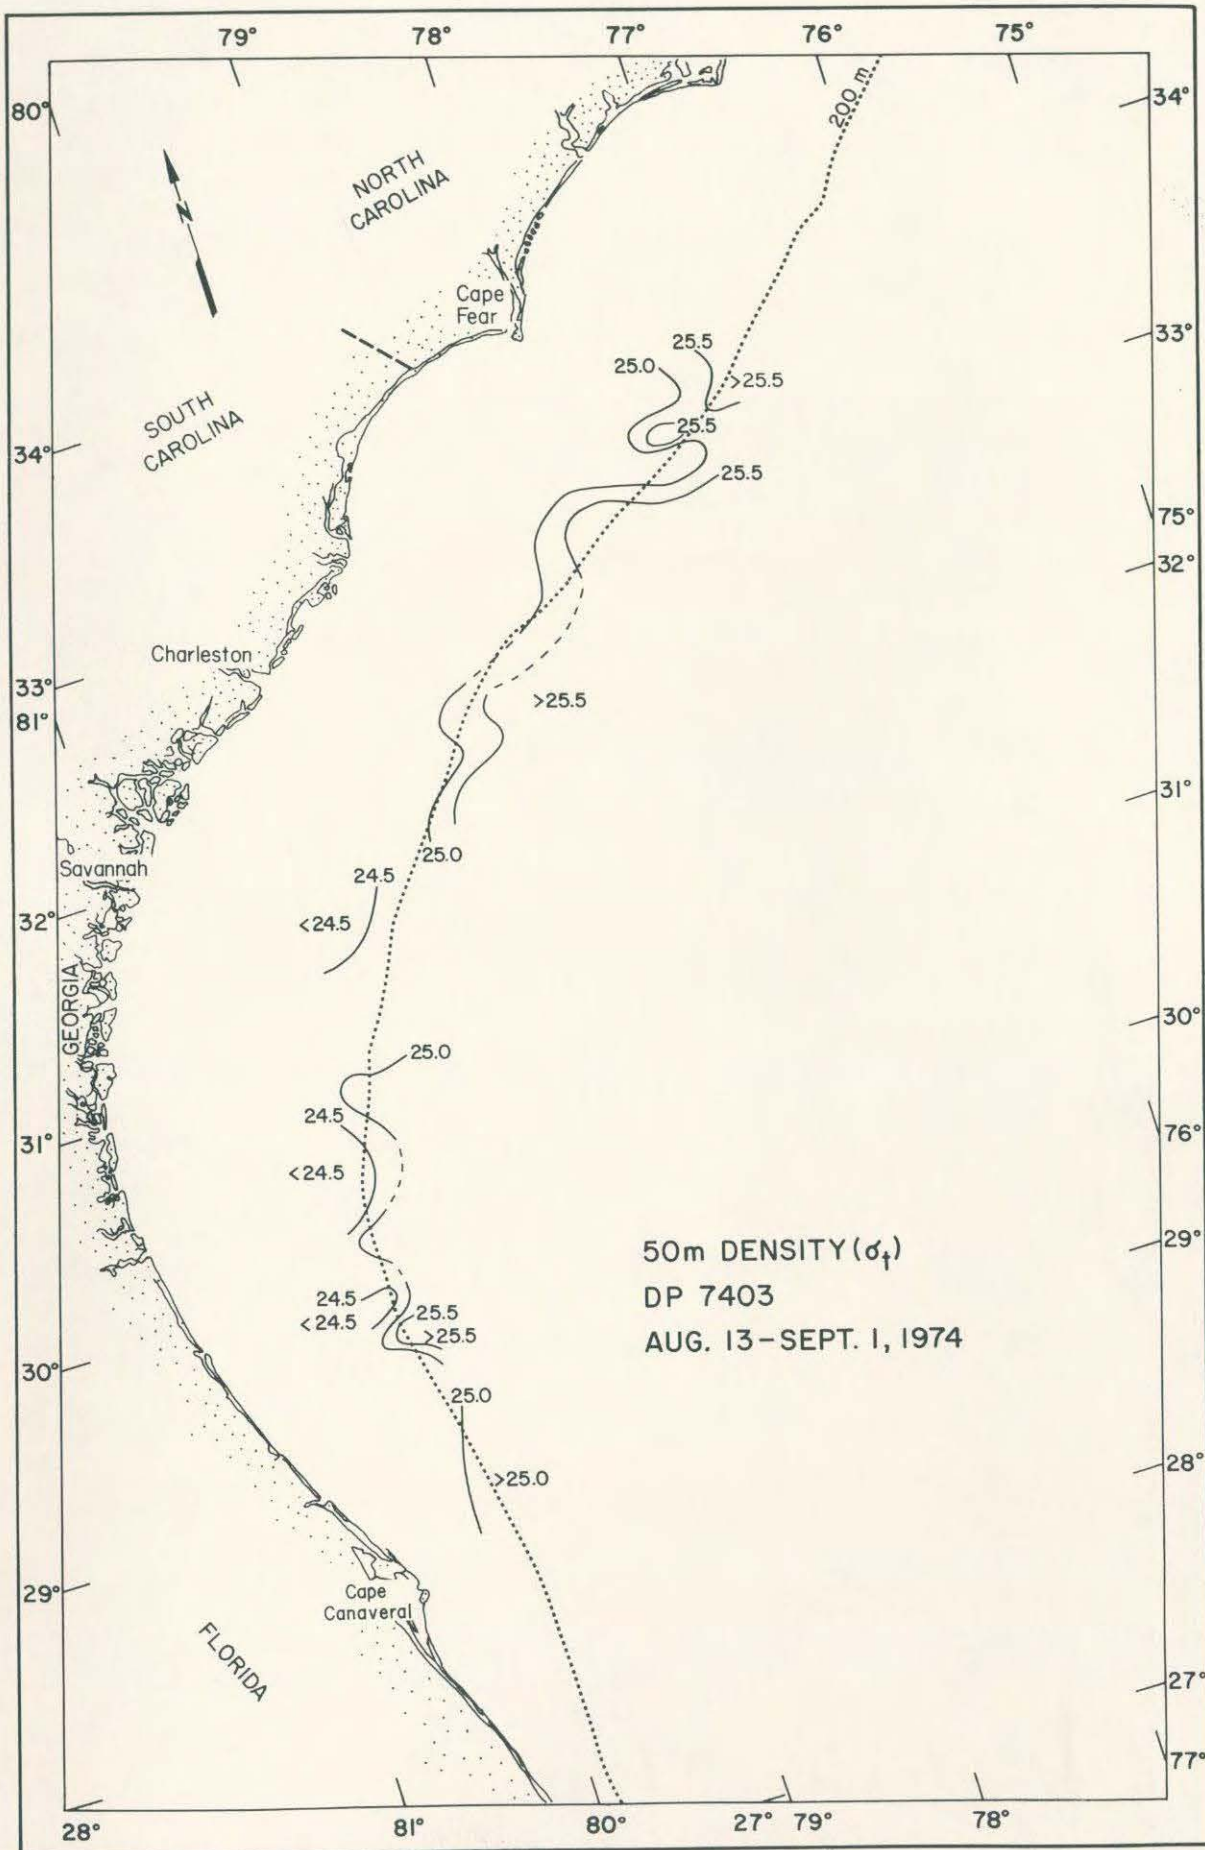 79° 78° 77° 76° 75°
80°
34°
200 m
N
NORTH
CAROLINA
Cape
Fear
33°
25.5
25.0
>25.5
SOUTH
CAROLINA
25.5
34°
25.5
75°
32°
Charleston
33°
81°
>25.5
31°
25.0
Savannah
24.5
32°
<24.5
GEORGIA
30°
25.0
24.5
31°
76°
<24.5
29°
50m DENSITY (σt)
DP 7403
AUG. 13-SEPT. 1, 1974
24.5
25.5
<24.5
>25.5
30°
25.0
28°
>25.0
29°
Cape
Canaveral
FLORIDA
27°
77°
28° 81° 80° 27° 79° 78°